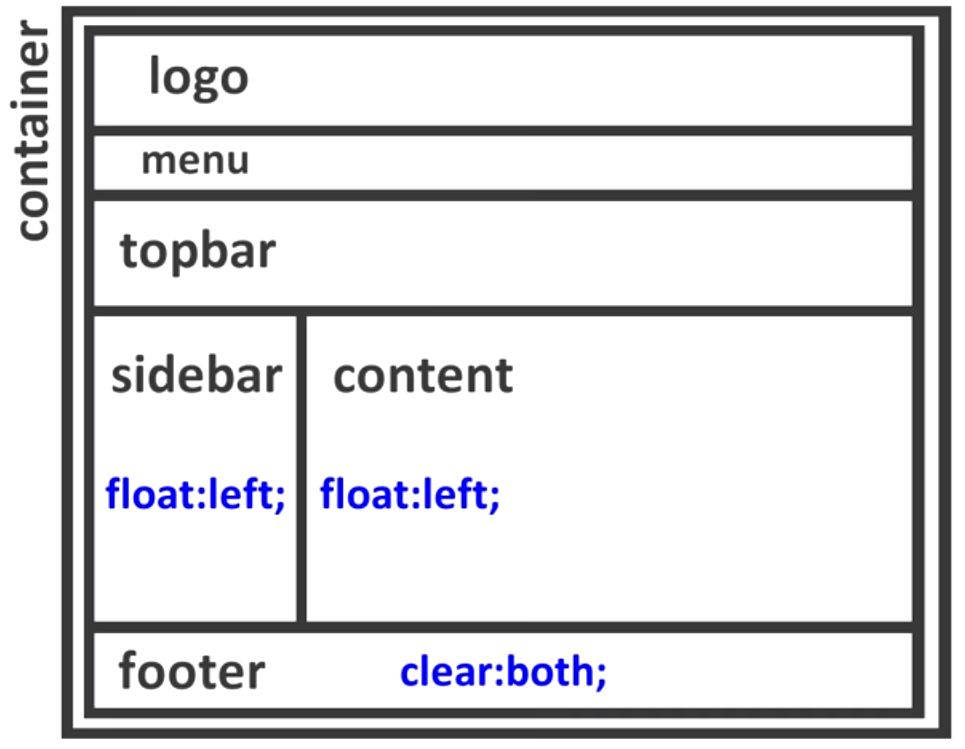 container
logo
menu
topbar
sidebar
content
float:left;
float:left;
footer
clear:both;